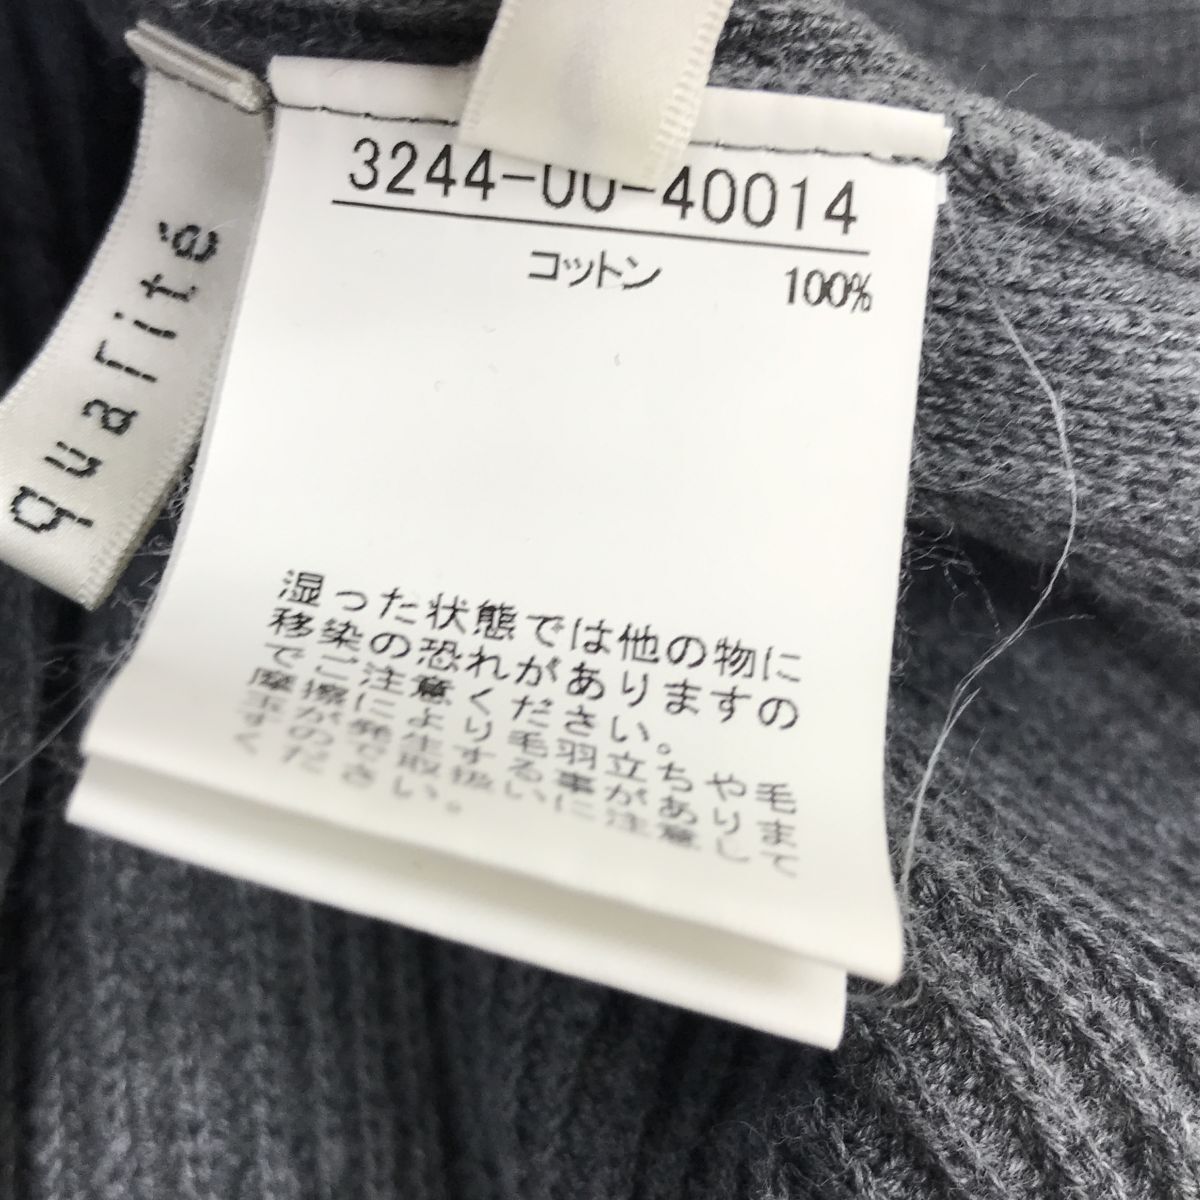 qualité
3244-00-40014
コットン 100%
湿った状態では他の物に
移染の恐れがありますの
でご注意ください。
摩擦により毛羽立ちや毛
玉が発生する事がありま
すので取扱いに注意して
ください。